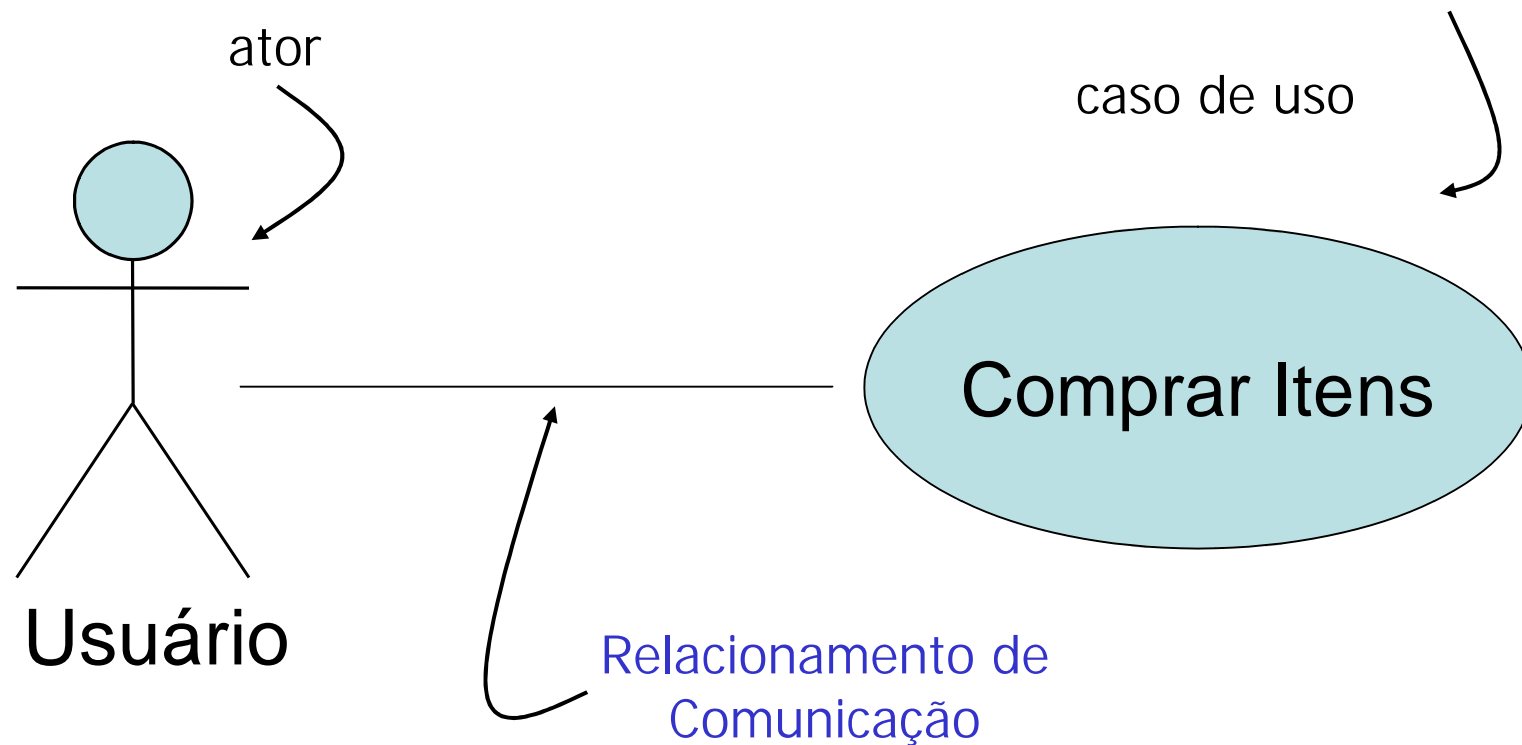 ator
caso de uso
Comprar Itens
Usuário
Relacionamento de
Comunicação